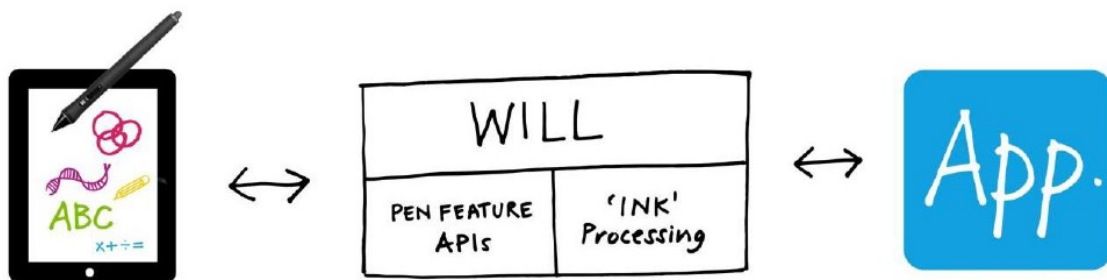 ABC
x+÷=
WILL
PEN FEATURE
APIs
'INK'
Processing
App.